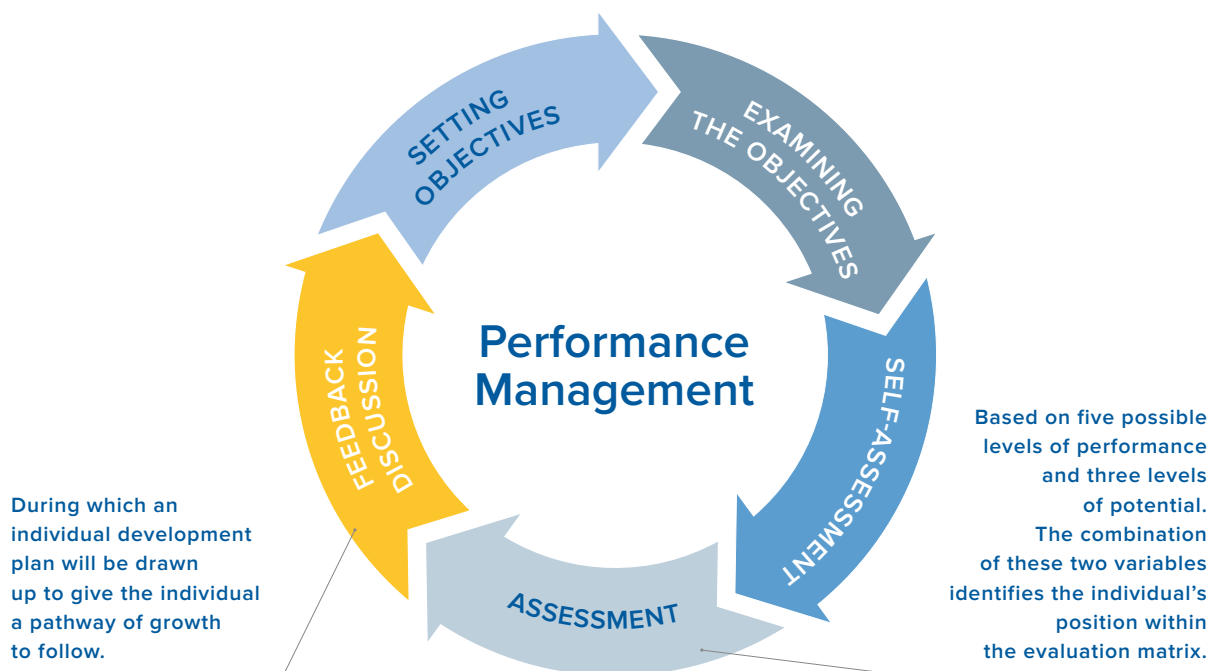 SETTING
OBJECTIVES
EXAMINING
THE OBJECTIVES
SELF-ASSESSMENT
ASSESSMENT
FEEDBACK
DISCUSSION
Performance
Management
Based on five possible
levels of performance
and three levels
of potential.
The combination
of these two variables
identifies the individual’s
position within
the evaluation matrix.
During which an
individual development
plan will be drawn
up to give the individual
a pathway of growth
to follow.